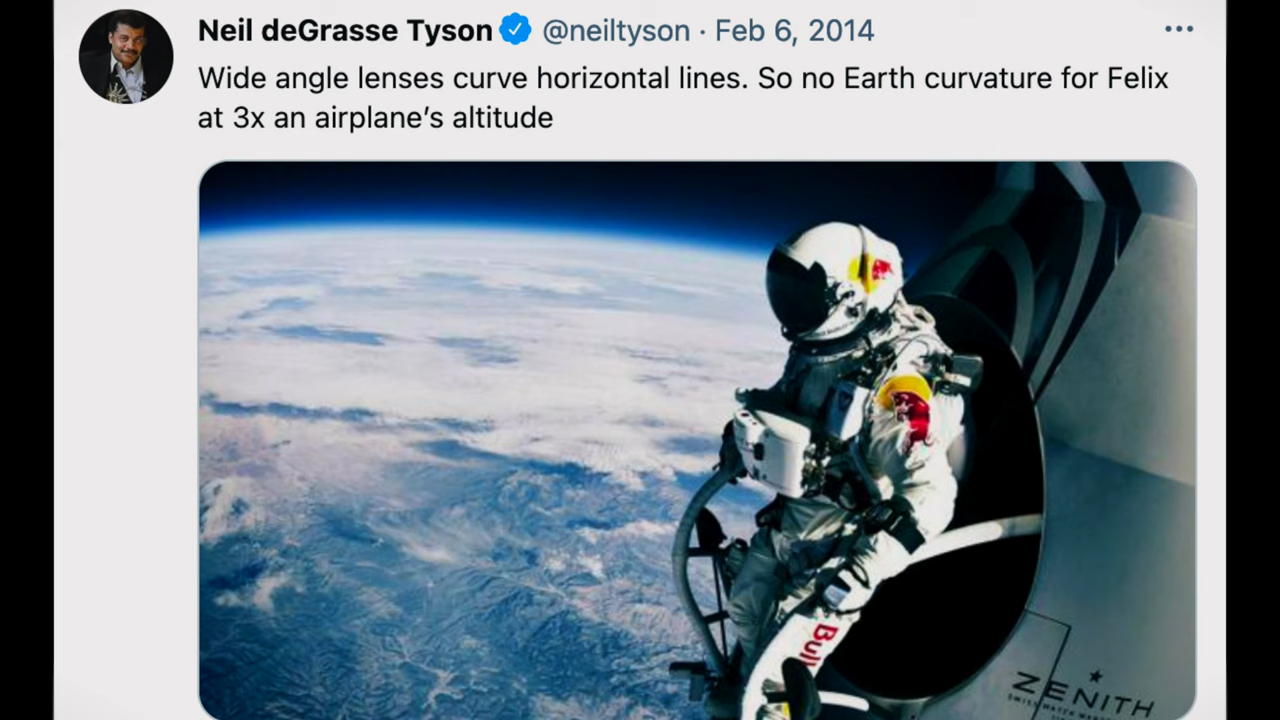 Neil deGrasse Tyson @neiltyson · Feb 6, 2014
Wide angle lenses curve horizontal lines. So no Earth curvature for Felix
at 3x an airplane’s altitude
Bull
ZENITH